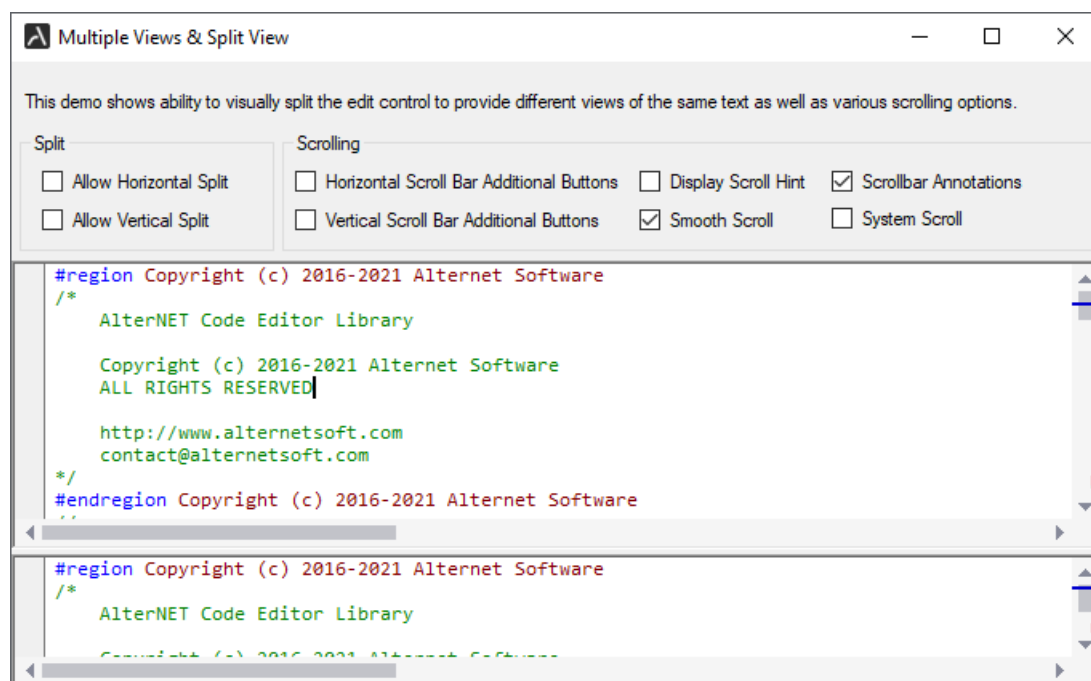 Multiple Views & Split View
This demo shows ability to visually split the edit control to provide different views of the same text as well as various scrolling options.
Split
Scrolling
Allow Horizontal Split
Horizontal Scroll Bar Additional Buttons
Display Scroll Hint
Scrollbar Annotations
Allow Vertical Split
Vertical Scroll Bar Additional Buttons
Smooth Scroll
System Scroll
#region Copyright (c) 2016-2021 Alternet Software
/*
AlterNET Code Editor Library
Copyright (c) 2016-2021 Alternet Software
ALL RIGHTS RESERVED
http://www.alternetsoft.com
contact@alternetsoft.com
*/
#endregion Copyright (c) 2016-2021 Alternet Software
//
#region Copyright (c) 2016-2021 Alternet Software
/*
AlterNET Code Editor Library
Copyright (c) 2016-2021 Alternet Software